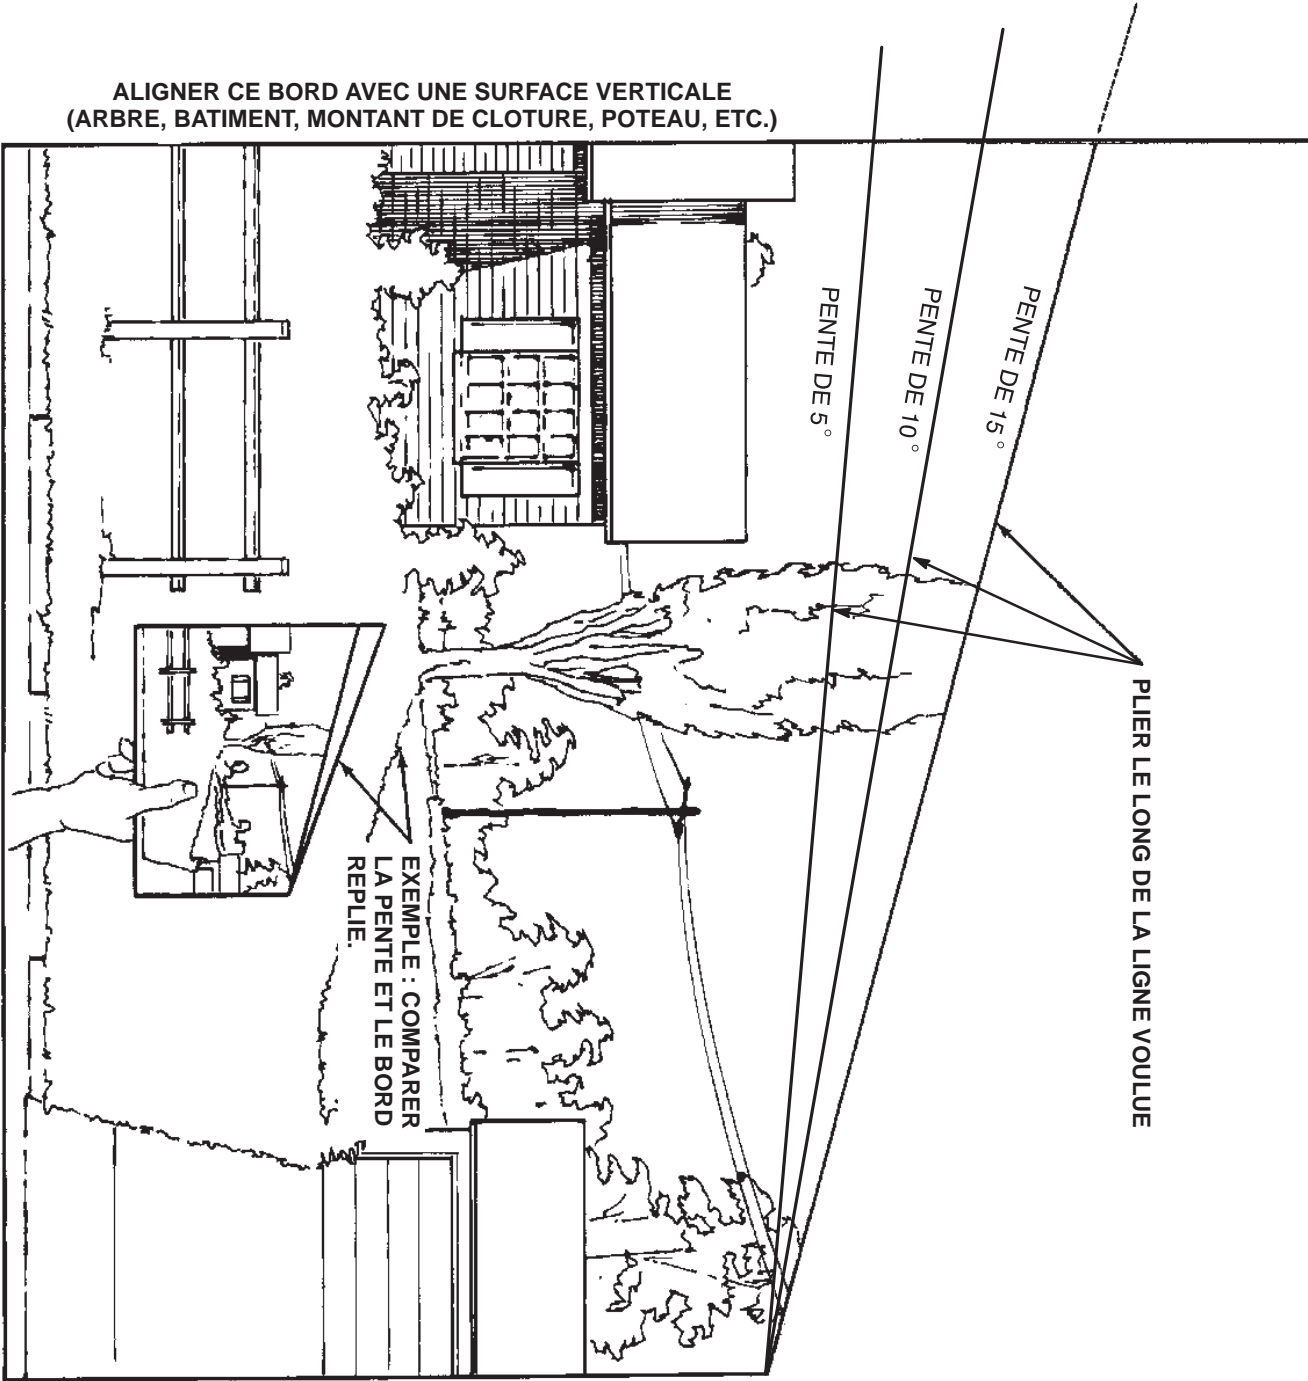 ALIGNER CE BORD AVEC UNE SURFACE VERTICALE
(ARBRE, BATIMENT, MONTANT DE CLOTURE, POTEAU, ETC.)
PENTE DE 5°
PENTE DE 10°
PENTE DE 15°
PLIER LE LONG DE LA LIGNE VOULUE
EXEMPLE : COMPARER
LA PENTE ET LE BORD
REPLIE.